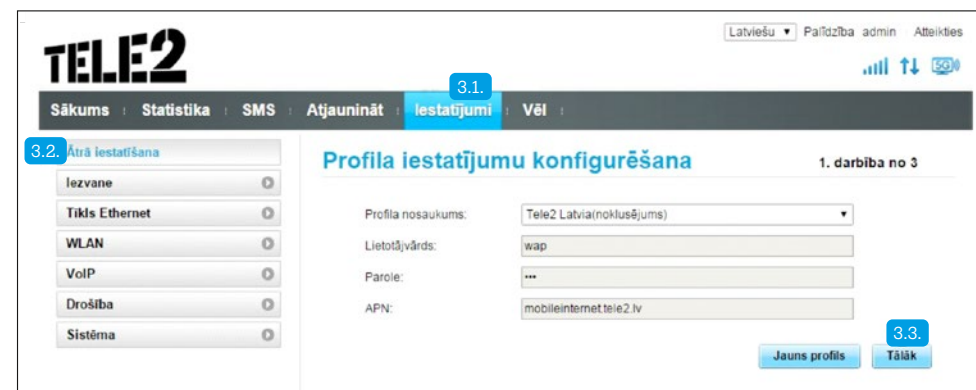 Latviešu Palīdzība admin Atteikties
TELE2
5G
3.1.
Sākums Statistika SMS Atjaunināt Iestatījumi Vēl
3.2. Ātrā iestatīšana
Iezvane
Tīkls Ethernet
WLAN
VoIP
Drošība
Sistēma
Profila iestatījumu konfigurēšana 1. darbība no 3
Profila nosaukums: Tele2 Latvia(noklusējums)
Lietotājvārds: wap
Parole: •••
APN: mobileinternet.tele2.lv
3.3.
Jauns profils Tālāk